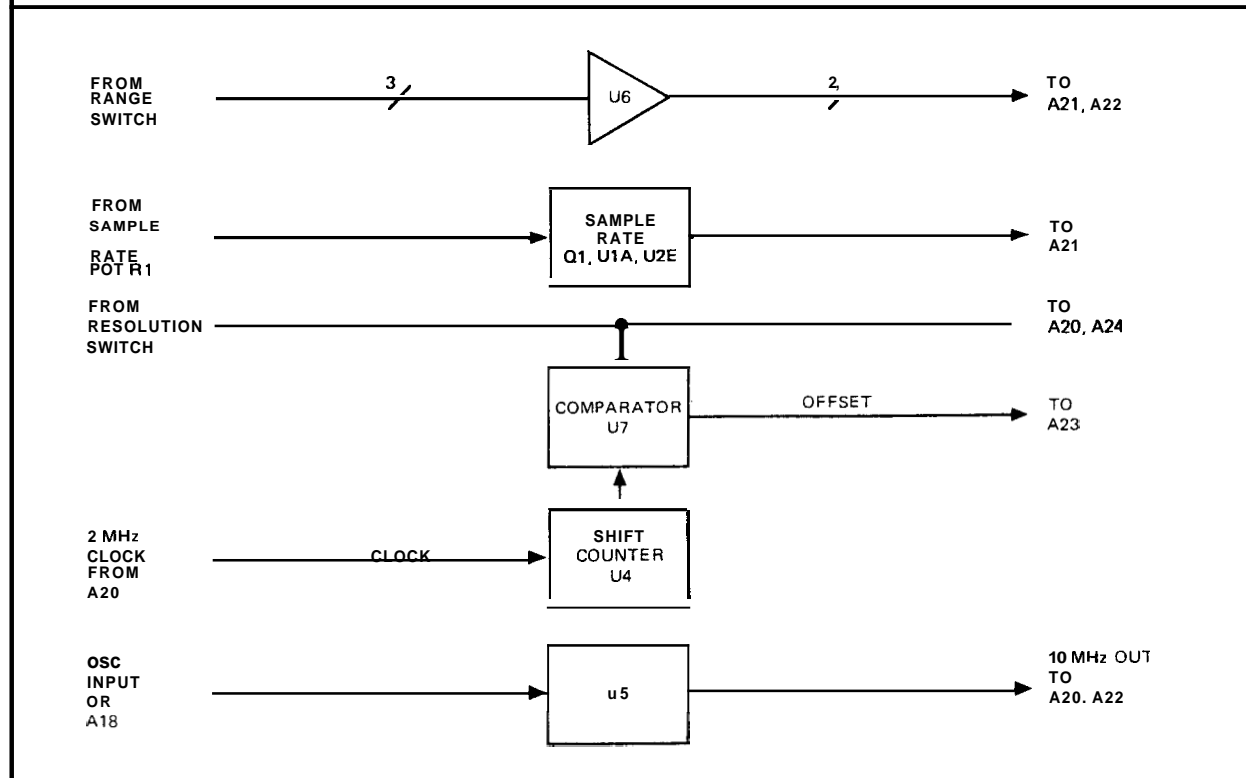 FROM
RANGE
SWITCH
3
U6
2,
TO
A21, A22
FROM
SAMPLE
RATE
POT R1
SAMPLE
RATE
Q1, U1A, U2E
TO
A21
FROM
RESOLUTION
SWITCH
TO
A20, A24
COMPARATOR
U7
OFFSET
TO
A23
2 MHz
CLOCK
FROM
A20
CLOCK
SHIFT
COUNTER
U4
OSC
INPUT
OR
A18
u5
10 MHz OUT
TO
A20. A22